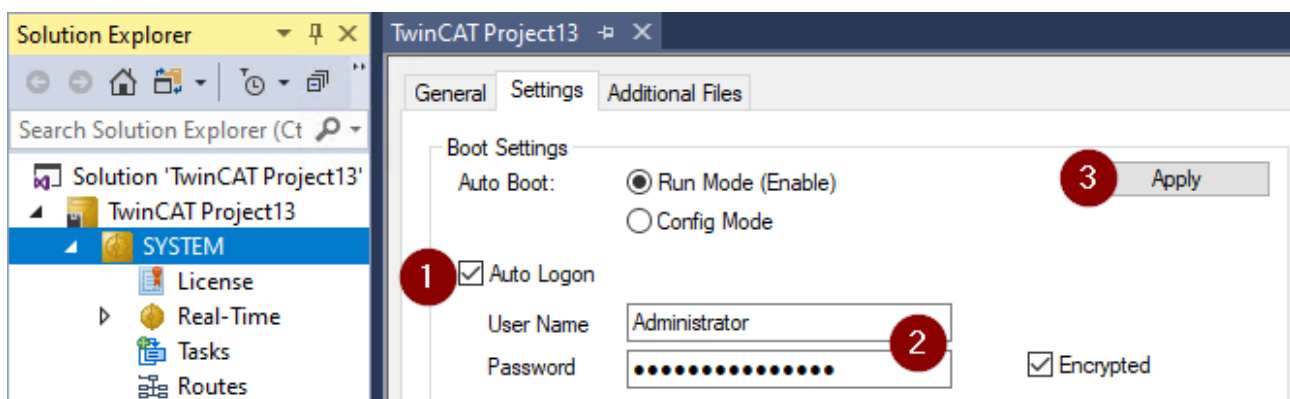 Solution Explorer
Search Solution Explorer (Ct
Solution 'TwinCAT Project13'
TwinCAT Project13
SYSTEM
License
Real-Time
Tasks
Routes
TwinCAT Project13
General Settings Additional Files
Boot Settings
Auto Boot: Run Mode (Enable) 3 Apply
Config Mode
1 Auto Logon
User Name Administrator
2
Password ••••••••••••••• Encrypted